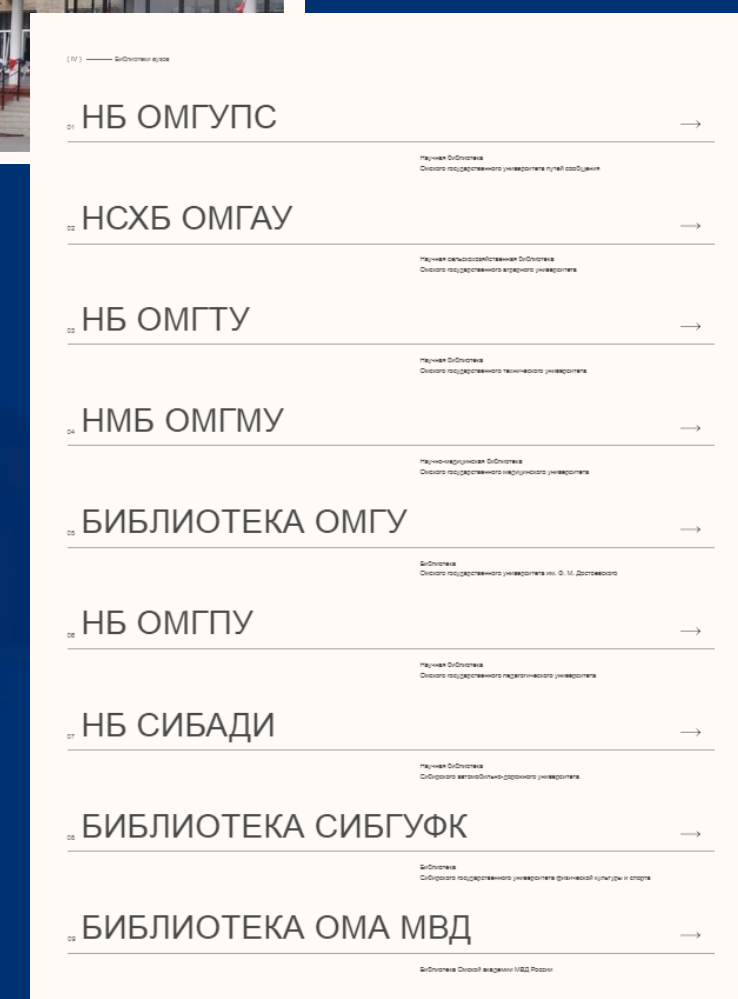 ( IV ) —— Библиотеки вузов
01 НБ ОМГУПС →
Научная библиотека
Омского государственного университета путей сообщения
02 НСХБ ОМГАУ →
Научная сельскохозяйственная библиотека
Омского государственного аграрного университета
03 НБ ОМГТУ →
Научная библиотека
Омского государственного технического университета
04 НМБ ОМГМУ →
Научно-медицинская библиотека
Омского государственного медицинского университета
05 БИБЛИОТЕКА ОМГУ →
Библиотека
Омского государственного университета им. Ф. М. Достоевского
06 НБ ОМГПУ →
Научная библиотека
Омского государственного педагогического университета
07 НБ СИБАДИ →
Научная библиотека
Сибирского автомобильно-дорожного университета
08 БИБЛИОТЕКА СИБГУФК →
Библиотека
Сибирского государственного университета физической культуры и спорта
09 БИБЛИОТЕКА ОМА МВД →
Библиотека Омской академии МВД России